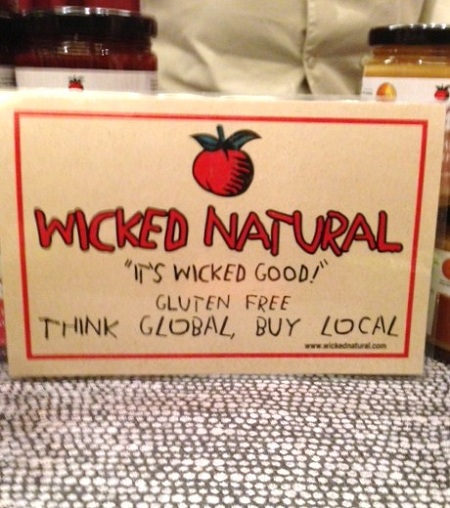 WICKED NATURAL
"IT'S WICKED GOOD!"
GLUTEN FREE
THINK GLOBAL, BUY LOCAL
www.wickednatural.com